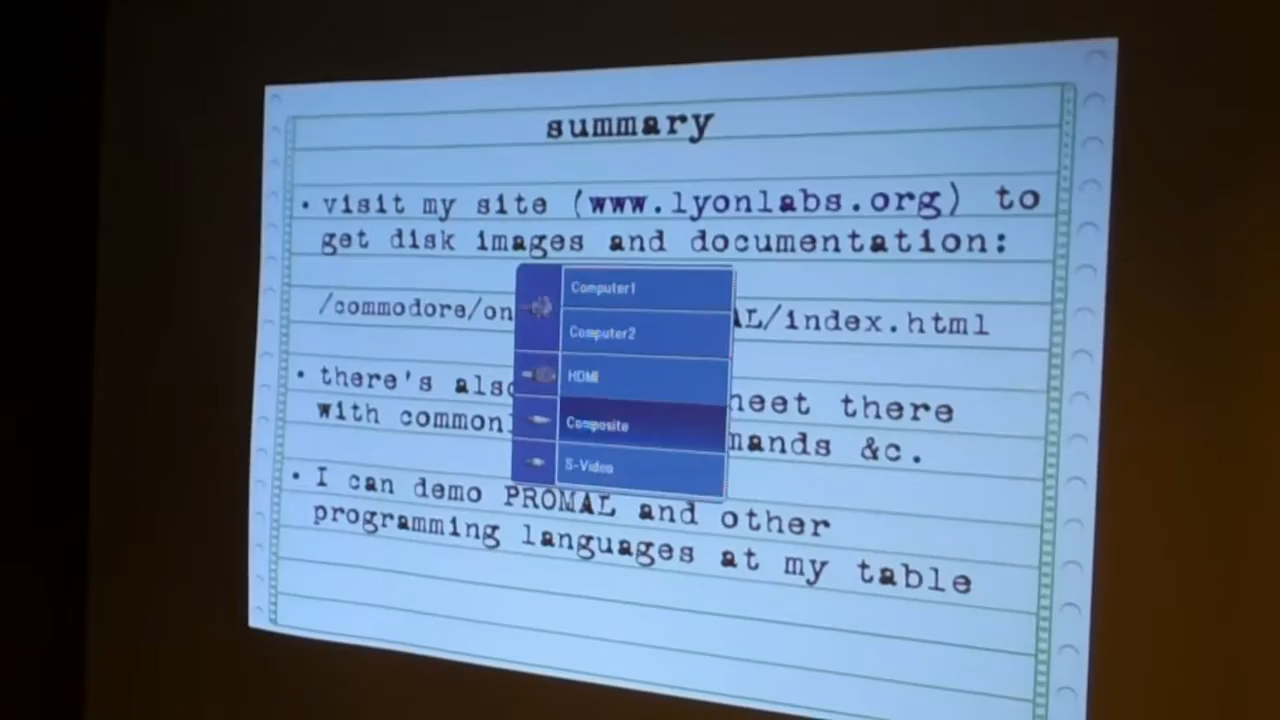 summary
• visit my site (www.lyonlabs.org) to
get disk images and documentation:
/commodore/on AL/index.html
• there's also heet there
with common mands &c.
• I can demo PROMAL and other
programming languages at my table
Computer1
Computer2
HDMI
Composite
S-Video